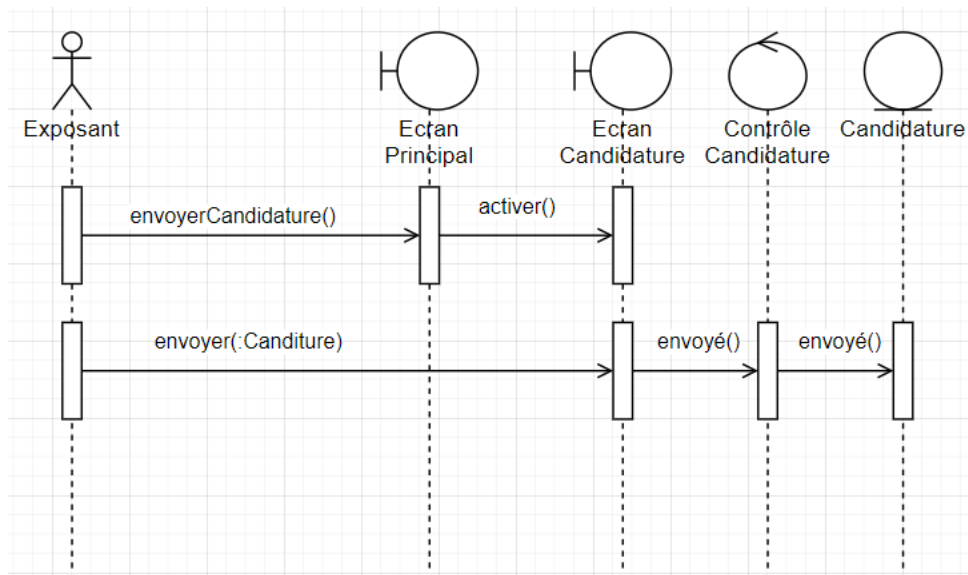 Exposant
Ecran
Principal
Ecran
Candidature
Contrôle
Candidature
Candidature
envoyerCandidature()
activer()
envoyer(:Canditure)
envoyé()
envoyé()